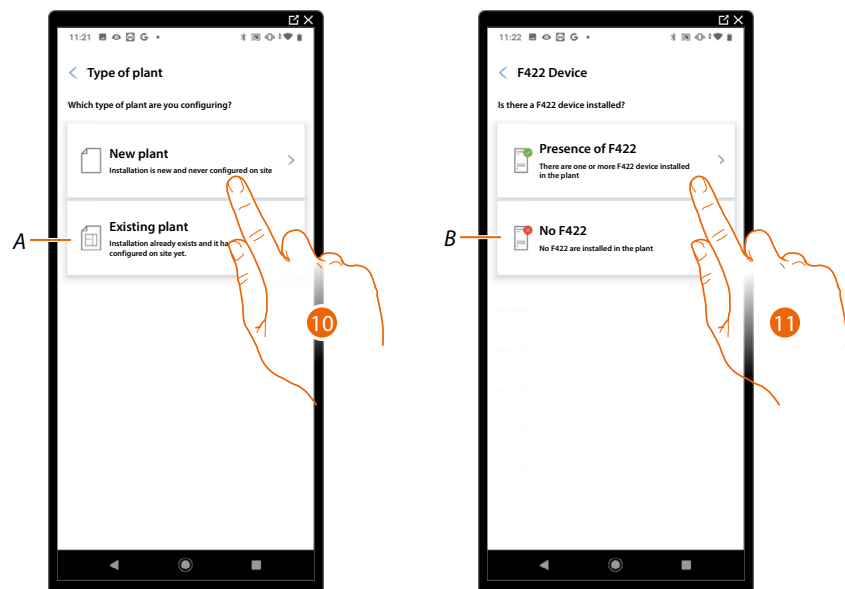 11:21
G
Type of plant
Which type of plant are you configuring?
New plant
Installation is new and never configured on site
Existing plant
Installation already exists and it ha
configured on site yet.
A
10
11:22
G
F422 Device
Is there a F422 device installed?
Presence of F422
There are one or more F422 device installed
in the plant
No F422
No F422 are installed in the plant
B
11